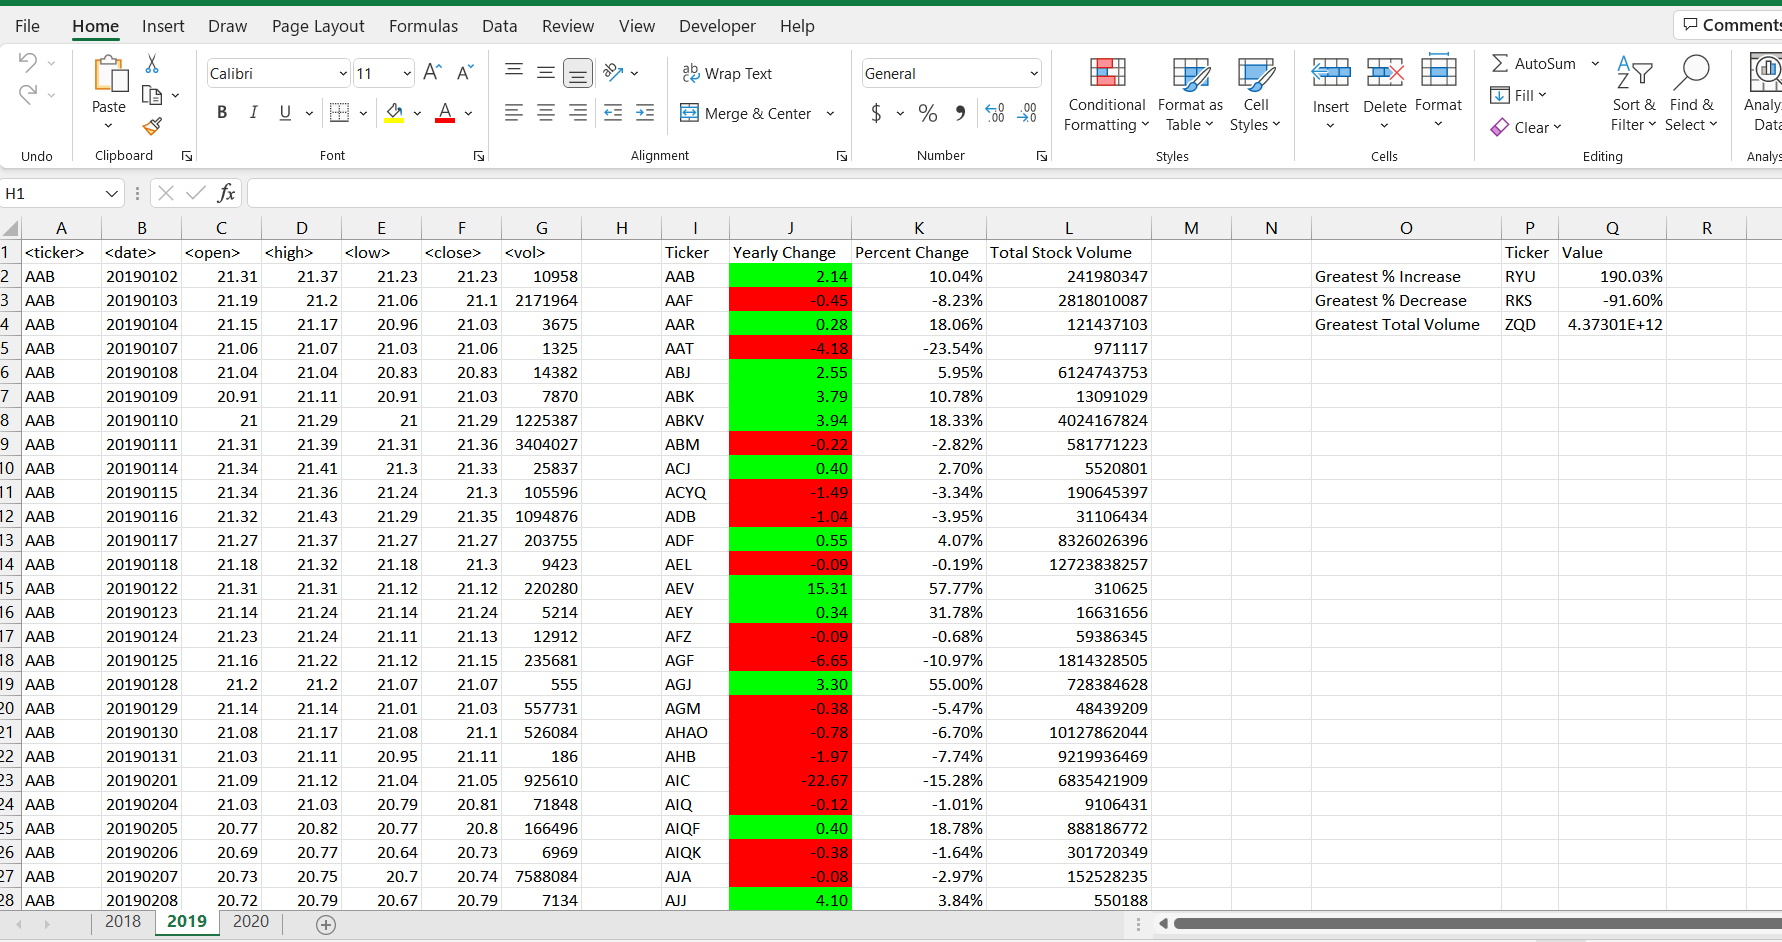 File Home Insert Draw Page Layout Formulas Data Review View Developer Help Comments
Calibri 11 Wrap Text General AutoSum
Paste B I U Merge & Center $ % Conditional Formatting Format as Table Cell Styles Insert Delete Format Fill Clear Sort & Filter Find & Select
Undo Clipboard Font Alignment Number Styles Cells Editing
H1 fx
A B C D E F G H I J K L M N O P Q R
1 <ticker> <date> <open> <high> <low> <close> <vol> Ticker Yearly Change Percent Change Total Stock Volume Ticker Value
2 AAB 20190102 21.31 21.37 21.23 21.23 10958 AAB 2.14 10.04% 241980347 Greatest % Increase RYU 190.03%
3 AAB 20190103 21.19 21.2 21.06 21.1 2171964 AAF -0.45 -8.23% 2818010087 Greatest % Decrease RKS -91.60%
4 AAB 20190104 21.15 21.17 20.96 21.03 3675 AAR 0.28 18.06% 121437103 Greatest Total Volume ZQD 4.37301E+12
5 AAB 20190107 21.06 21.07 21.03 21.06 1325 AAT -4.18 -23.54% 971117
6 AAB 20190108 21.04 21.04 20.83 20.83 14382 ABJ 2.55 5.95% 6124743753
7 AAB 20190109 20.91 21.11 20.91 21.03 7870 ABK 3.79 10.78% 13091029
8 AAB 20190110 21 21.29 21 21.29 1225387 ABKV 3.94 18.33% 4024167824
9 AAB 20190111 21.31 21.39 21.31 21.36 3404027 ABM -0.22 -2.82% 581771223
10 AAB 20190114 21.34 21.41 21.3 21.33 25837 ACJ 0.40 2.70% 5520801
11 AAB 20190115 21.34 21.36 21.24 21.3 105596 ACYQ -1.49 -3.34% 190645397
12 AAB 20190116 21.32 21.43 21.29 21.35 1094876 ADB -1.04 -3.95% 31106434
13 AAB 20190117 21.27 21.37 21.27 21.27 203755 ADF 0.55 4.07% 8326026396
14 AAB 20190118 21.18 21.32 21.18 21.3 9423 AEL -0.09 -0.19% 12723838257
15 AAB 20190122 21.31 21.31 21.12 21.12 220280 AEV 15.31 57.77% 310625
16 AAB 20190123 21.14 21.24 21.14 21.24 5214 AEY 0.34 31.78% 16631656
17 AAB 20190124 21.23 21.24 21.11 21.13 12912 AFZ -0.09 -0.68% 59386345
18 AAB 20190125 21.16 21.22 21.12 21.15 235681 AGF -6.65 -10.97% 1814328505
19 AAB 20190128 21.2 21.2 21.07 21.07 555 AGJ 3.30 55.00% 728384628
20 AAB 20190129 21.14 21.14 21.01 21.03 557731 AGM -0.38 -5.47% 48439209
21 AAB 20190130 21.08 21.17 21.08 21.1 526084 AHAO -0.78 -6.70% 10127862044
22 AAB 20190131 21.03 21.11 20.95 21.11 186 AHB -1.97 -7.74% 9219936469
23 AAB 20190201 21.09 21.12 21.04 21.05 925610 AIC -22.67 -15.28% 6835421909
24 AAB 20190204 21.03 21.03 20.79 20.81 71848 AIQ -0.12 -1.01% 9106431
25 AAB 20190205 20.77 20.82 20.77 20.8 166496 AIQF 0.40 18.78% 888186772
26 AAB 20190206 20.69 20.77 20.64 20.73 6969 AIQK -0.38 -1.64% 301720349
27 AAB 20190207 20.73 20.75 20.7 20.74 7588084 AJA -0.08 -2.97% 152528235
28 AAB 20190208 20.72 20.79 20.67 20.79 7134 AJJ 4.10 3.84% 550188
2018 2019 2020